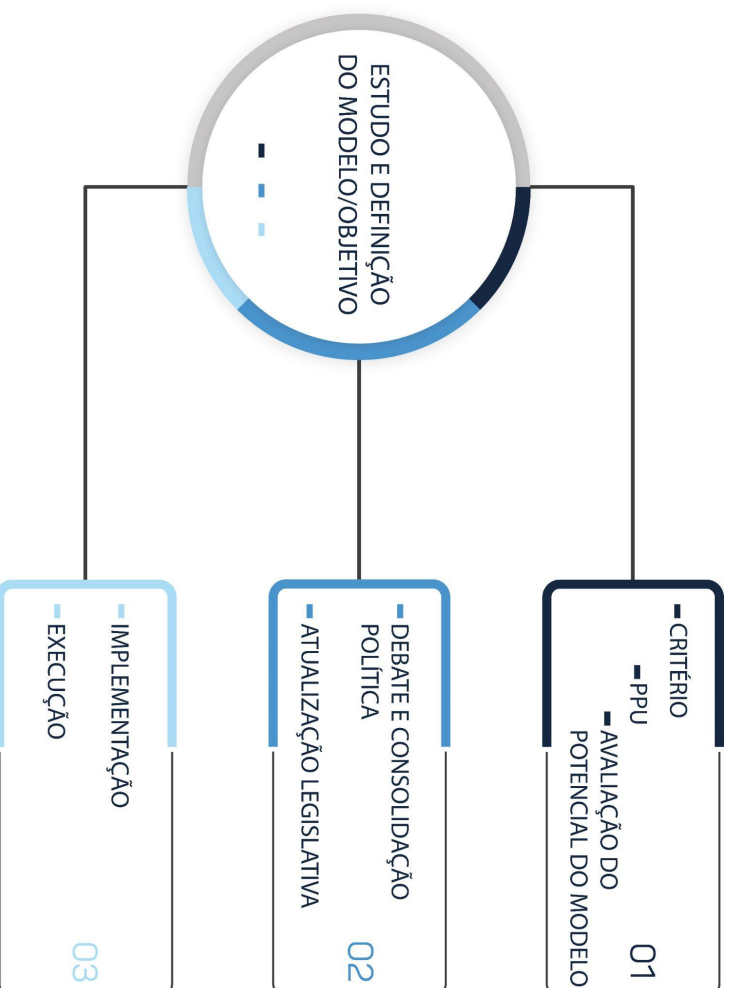 ESTUDO E DEFINIÇÃO
DO MODELO/OBJETIVO
CRITÉRIO
PPU
AVALIAÇÃO DO
POTENCIAL DO MODELO
01
DEBATE E CONSOLIDAÇÃO
POLÍTICA
ATUALIZAÇÃO LEGISLATIVA
02
IMPLEMENTAÇÃO
EXECUÇÃO
03